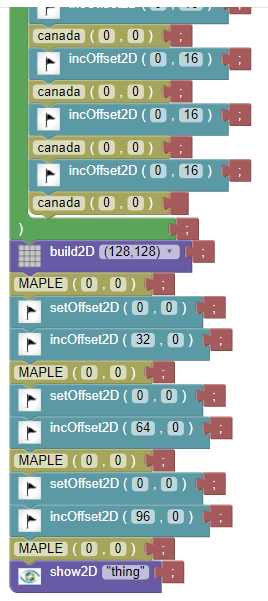 canada ( 0 , 0 ) ;
incOffset2D ( 0 , 16 ) ;
canada ( 0 , 0 ) ;
incOffset2D ( 0 , 16 ) ;
canada ( 0 , 0 ) ;
incOffset2D ( 0 , 16 ) ;
canada ( 0 , 0 ) ;
) ;
build2D (128,128) ;
MAPLE ( 0 , 0 ) ;
setOffset2D ( 0 , 0 ) ;
incOffset2D ( 32 , 0 ) ;
MAPLE ( 0 , 0 ) ;
setOffset2D ( 0 , 0 ) ;
incOffset2D ( 64 , 0 ) ;
MAPLE ( 0 , 0 ) ;
setOffset2D ( 0 , 0 ) ;
incOffset2D ( 96 , 0 ) ;
MAPLE ( 0 , 0 ) ;
show2D "thing" ;